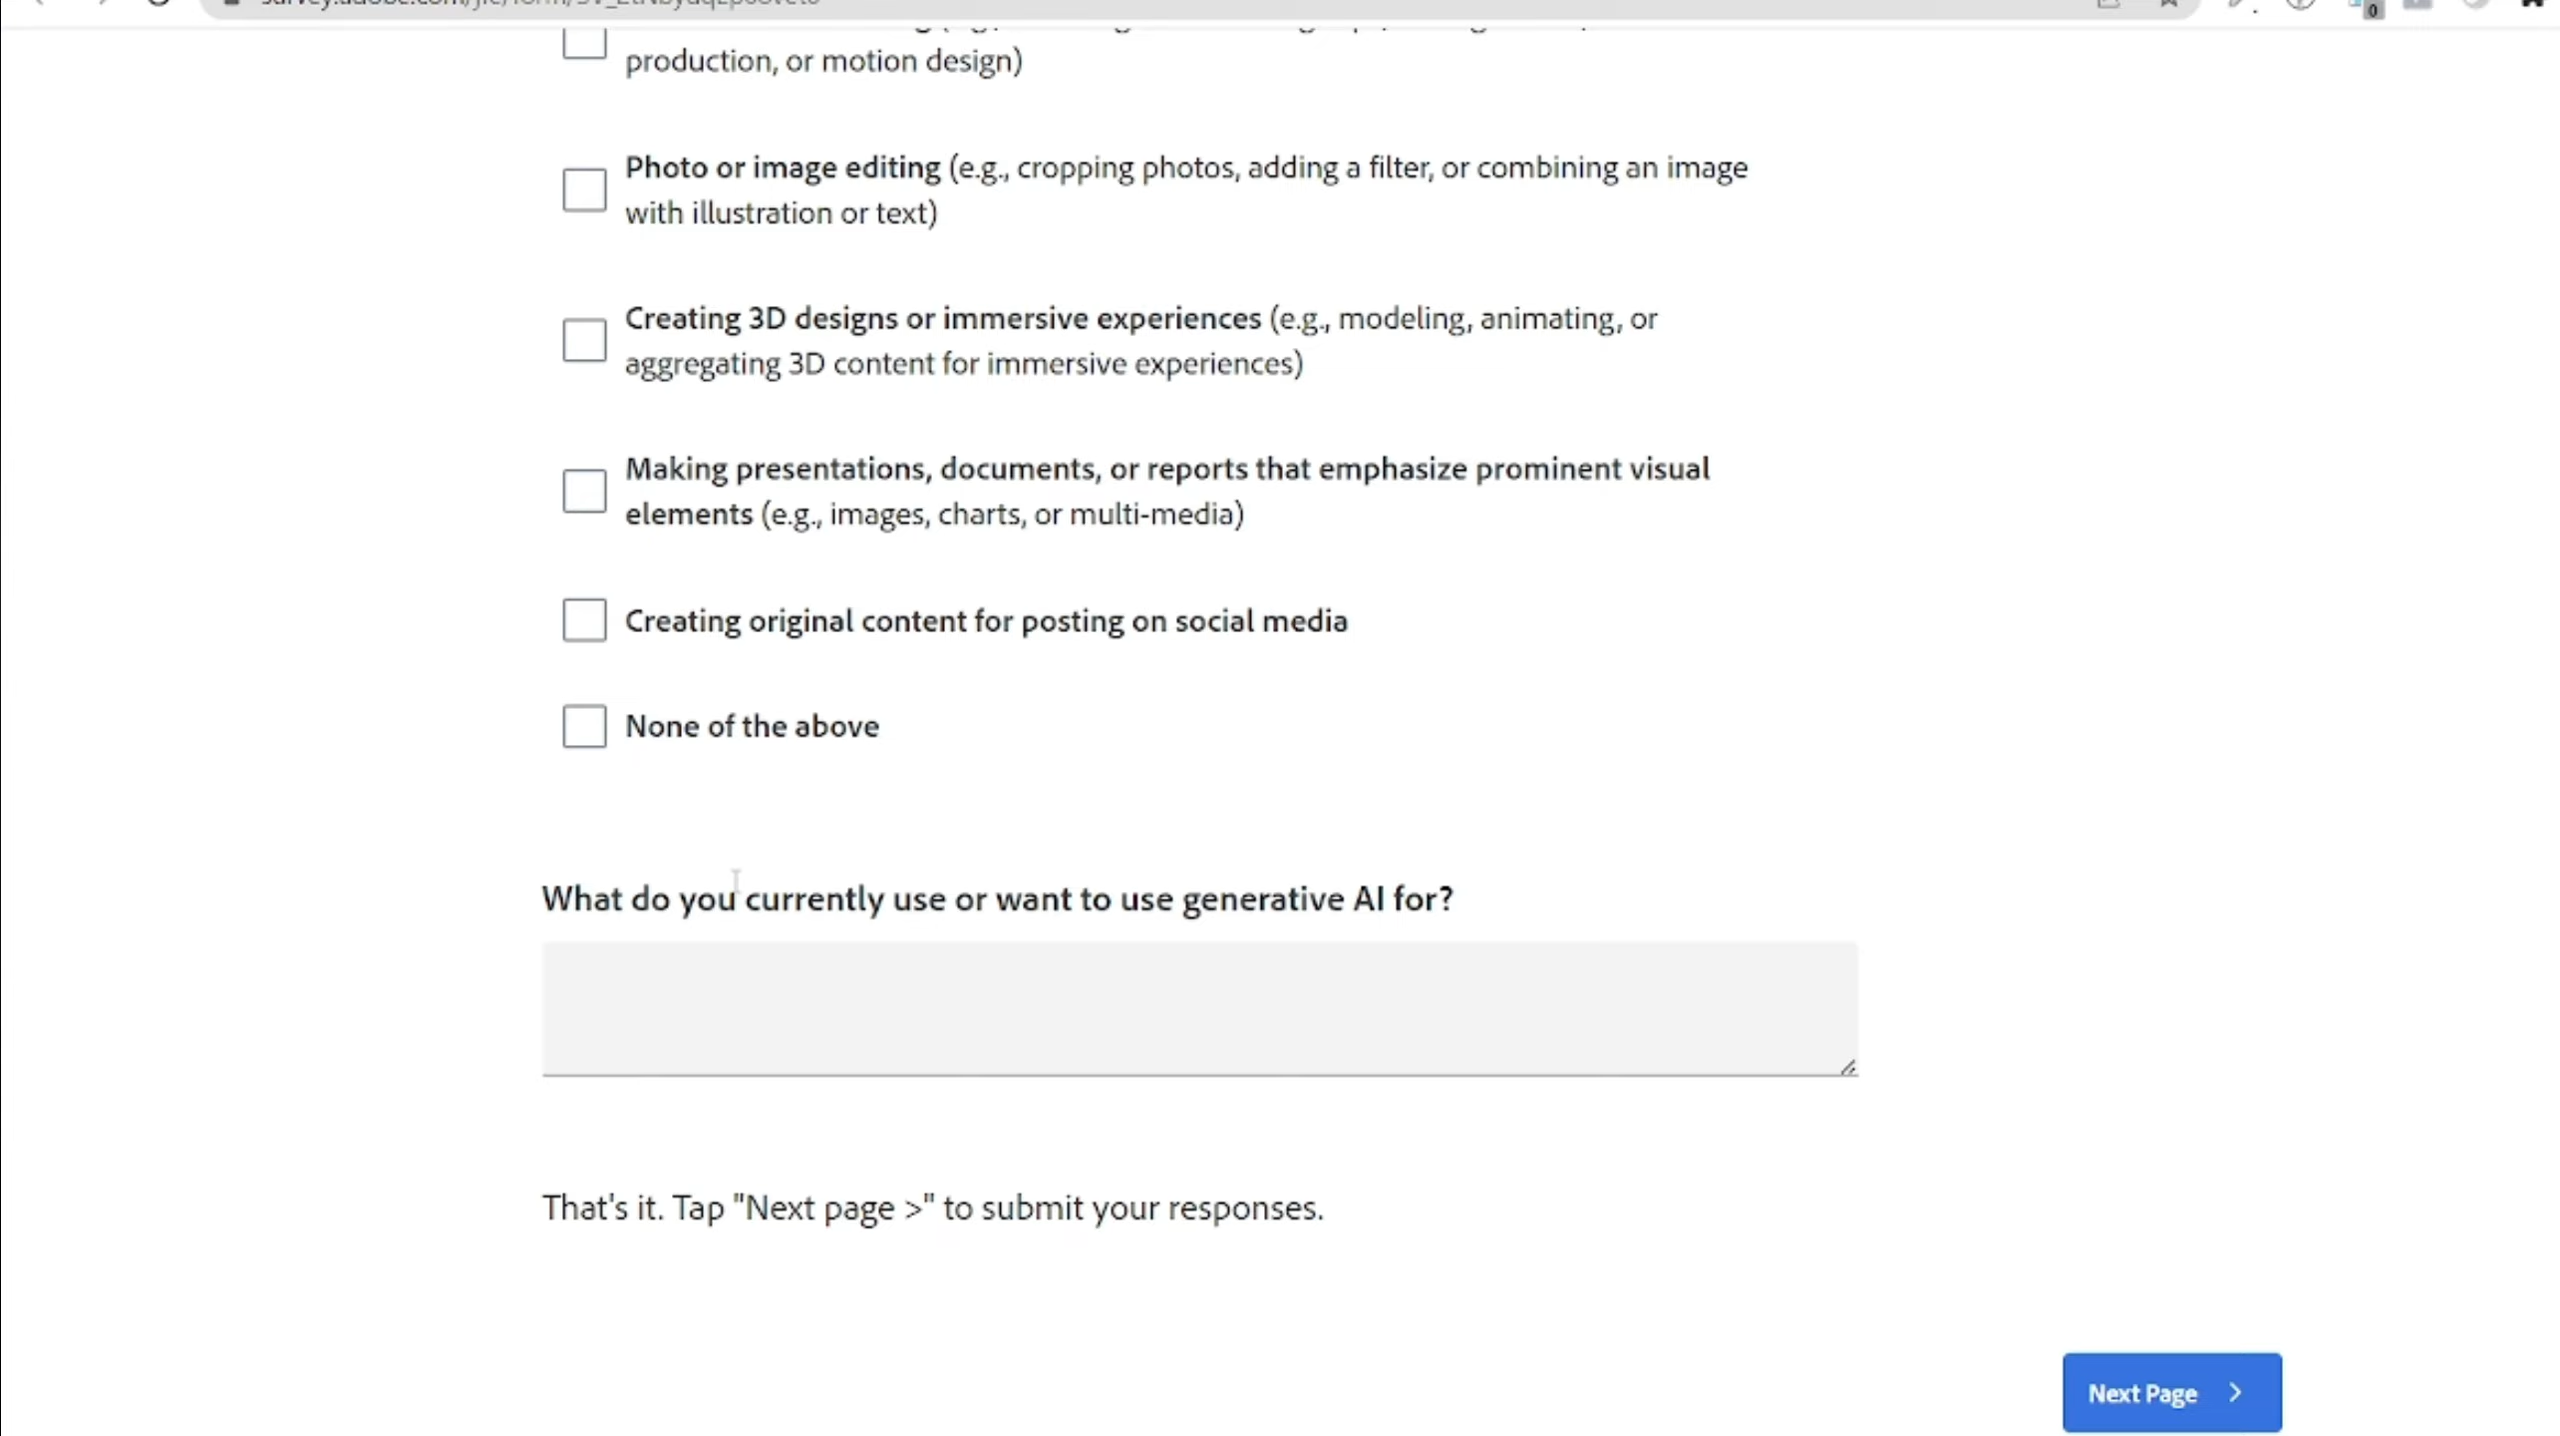 production, or motion design)
Photo or image editing (e.g., cropping photos, adding a filter, or combining an image
with illustration or text)
Creating 3D designs or immersive experiences (e.g., modeling, animating, or
aggregating 3D content for immersive experiences)
Making presentations, documents, or reports that emphasize prominent visual
elements (e.g., images, charts, or multi-media)
Creating original content for posting on social media
None of the above
What do you currently use or want to use generative AI for?
That's it. Tap "Next page >" to submit your responses.
Next Page